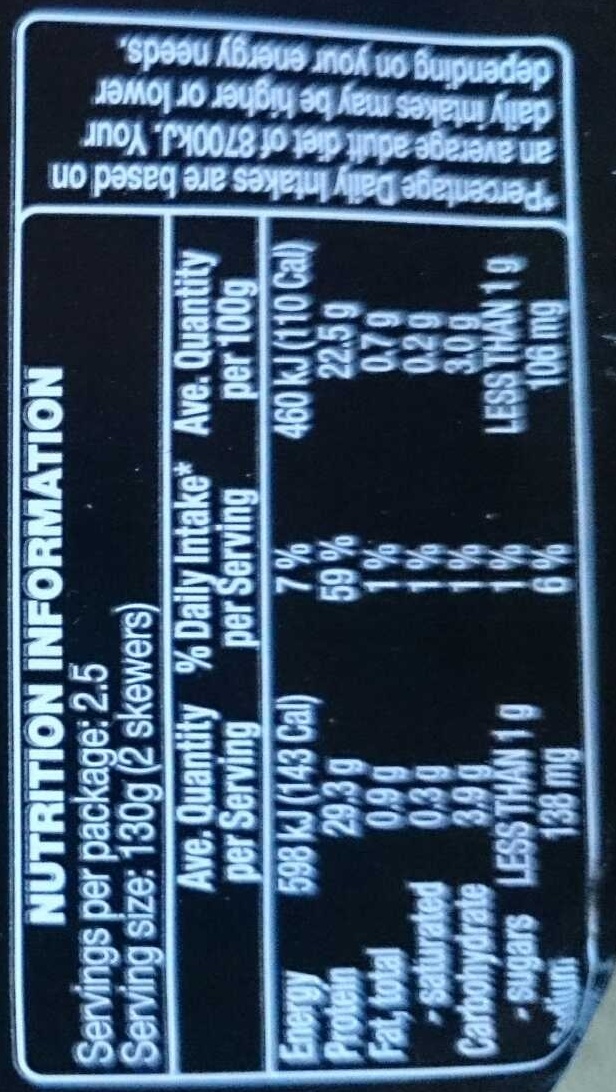 NUTRITION INFORMATION
Servings per package: 2.5
Serving size: 130g (2 skewers)
Ave. Quantity % Daily Intake* Ave. Quantity
per Serving per Serving per 100g
Energy 598 kJ (143 Cal) 7 % 460 kJ (110 Cal)
Protein 29.3 g 59 % 22.5 g
Fat, total 0.9 g 1 % 0.7 g
- saturated 0.3 g 1 % 0.2 g
Carbohydrate 3.9 g 1 % 3.0 g
- sugars LESS THAN 1 g 1 % LESS THAN 1 g
Sodium 138 mg 6 % 106 mg
*Percentage Daily Intakes are based on
an average adult diet of 8700kJ. Your
daily intakes may be higher or lower
depending on your energy needs.